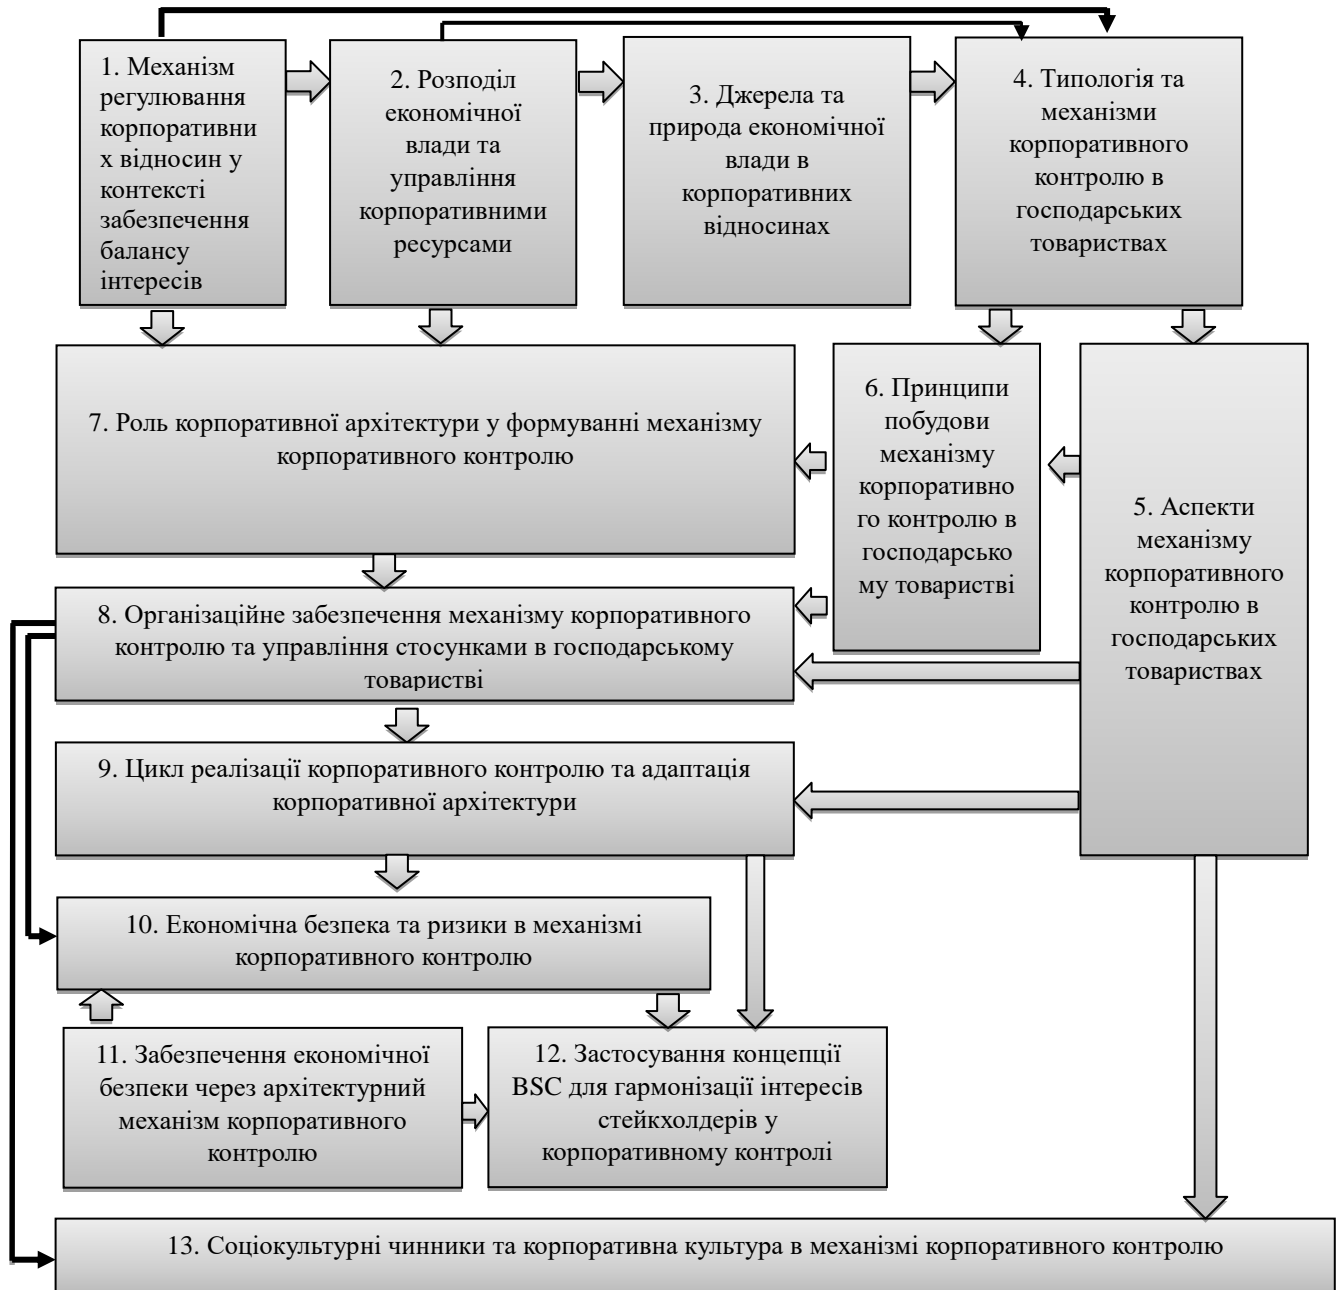 1. Механізм
регулювання
корпоративни
х відносин у
контексті
забезпечення
балансу
інтересів
2. Розподіл
економічної
влади та
управління
корпоративними
ресурсами
3. Джерела та
природа економічної
влади в
корпоративних
відносинах
4. Типологія та
механізми
корпоративного
контролю в
господарських
товариствах
7. Роль корпоративної архітектури у формуванні механізму
корпоративного контролю
6. Принципи
побудови
механізму
корпоративно
го контролю в
господарсько
му товаристві
5. Аспекти
механізму
корпоративного
контролю в
господарських
товариствах
8. Організаційне забезпечення механізму корпоративного
контролю та управління стосунками в господарському
товаристві
9. Цикл реалізації корпоративного контролю та адаптація
корпоративної архітектури
10. Економічна безпека та ризики в механізмі
корпоративного контролю
11. Забезпечення економічної
безпеки через архітектурний
механізм корпоративного
контролю
12. Застосування концепції
BSC для гармонізації інтересів
стейкхолдерів у
корпоративному контролі
13. Соціокультурні чинники та корпоративна культура в механізмі корпоративного контролю